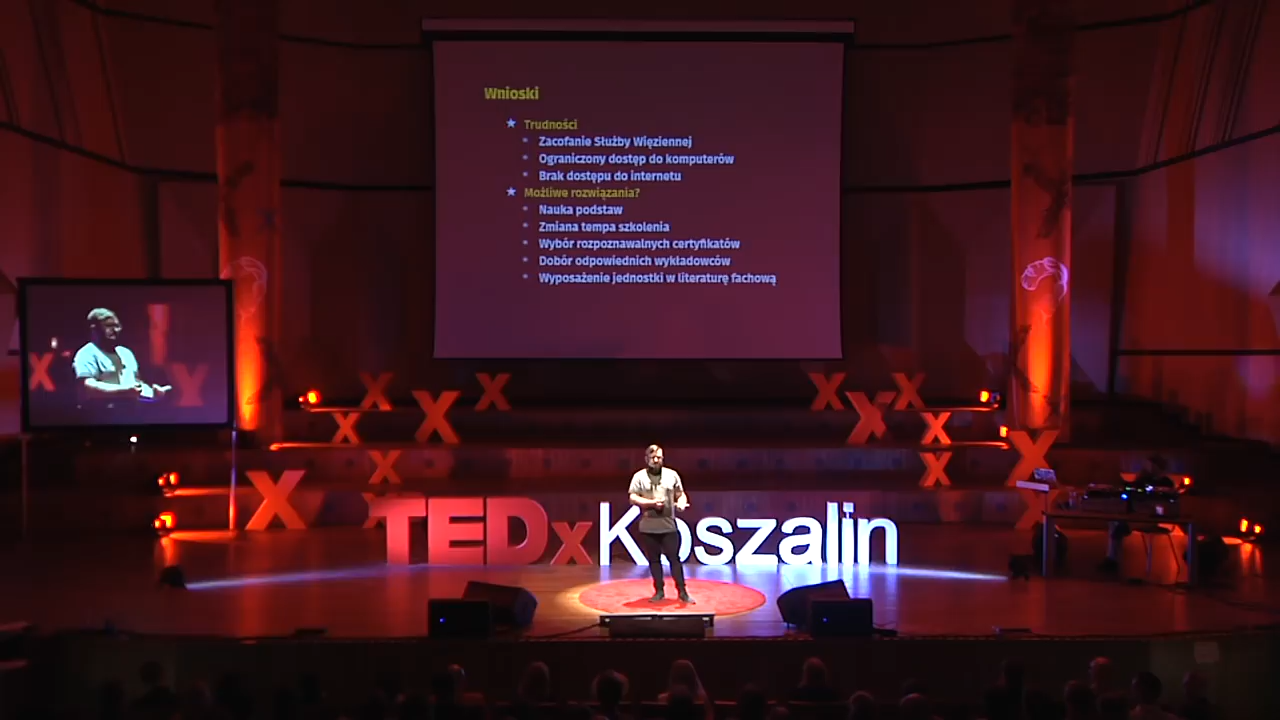 Wnioski
Trudności
Zacofanie Służby Więziennej
Ograniczony dostęp do komputerów
Brak dostępu do internetu
Możliwe rozwiązania?
Nauka podstaw
Zmiana tempa szkolenia
Wybór rozpoznawalnych certyfikatów
Dobór odpowiednich wykładowców
Wyposażenie jednostki w literaturę fachową
TEDxKoszalin